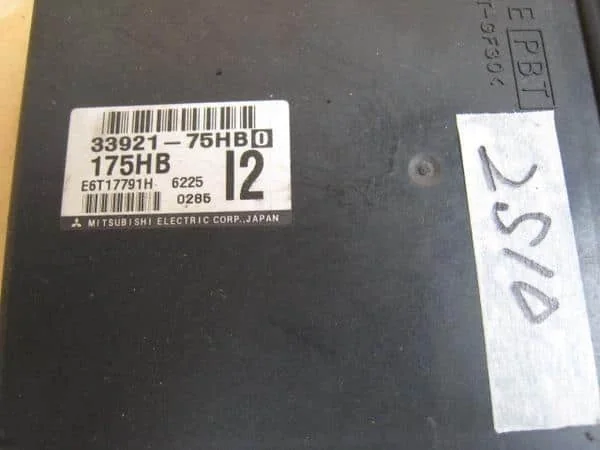 33921-75HB0
175HB
12
E6T17791H 6225
0285
MITSUBISHI ELECTRIC CORP., JAPAN
E PBT
2510